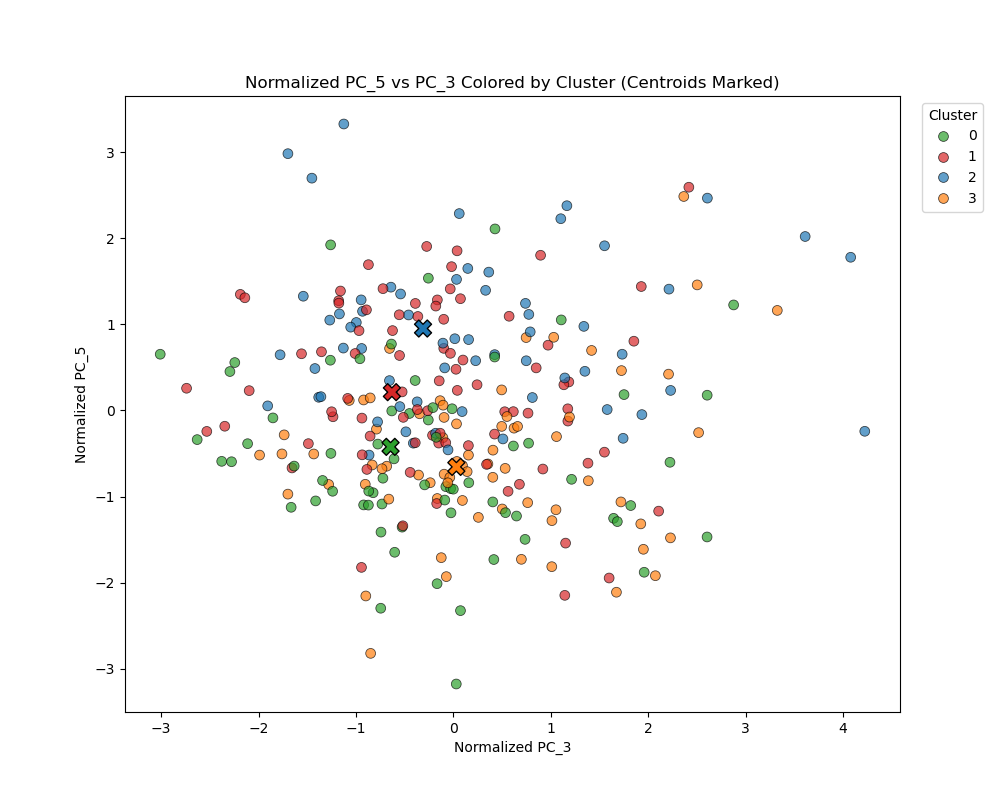 Normalized PC_5 vs PC_3 Colored by Cluster (Centroids Marked)
Cluster
0
1
2
3
3
2
1
0
−1
−2
−3
Normalized PC_5
−3 −2 −1 0 1 2 3 4
Normalized PC_3